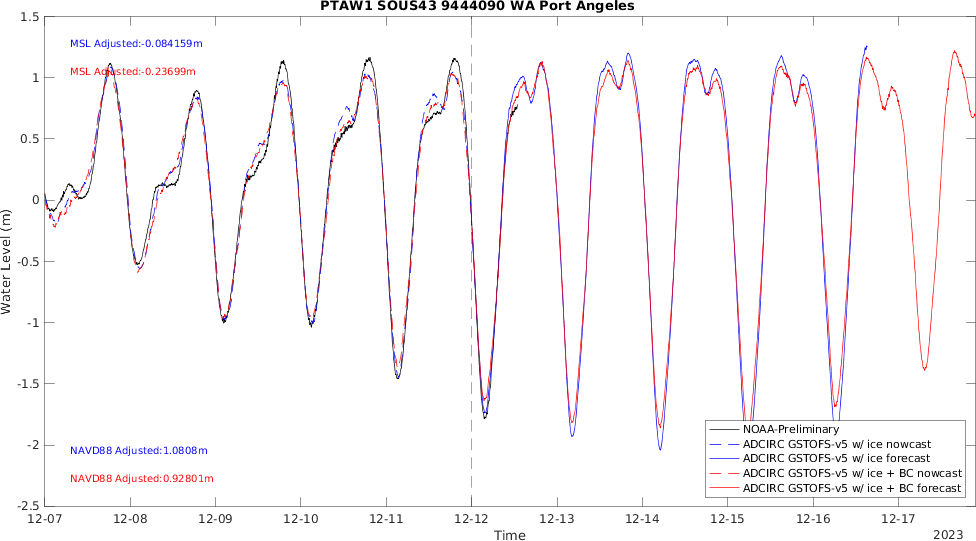 PTAW1 SOUS43 9444090 WA Port Angeles
1.5
1
0.5
0
-0.5
-1
-1.5
-2
-2.5
Water Level (m)
MSL Adjusted:-0.084159m
MSL Adjusted:-0.23699m
NAVD88 Adjusted:1.0808m
NAVD88 Adjusted:0.92801m
NOAA-Preliminary
ADCIRC GSTOFS-v5 w/ ice nowcast
ADCIRC GSTOFS-v5 w/ ice forecast
ADCIRC GSTOFS-v5 w/ ice + BC nowcast
ADCIRC GSTOFS-v5 w/ ice + BC forecast
12-07 12-08 12-09 12-10 12-11 12-12 12-13 12-14 12-15 12-16 12-17
Time
2023